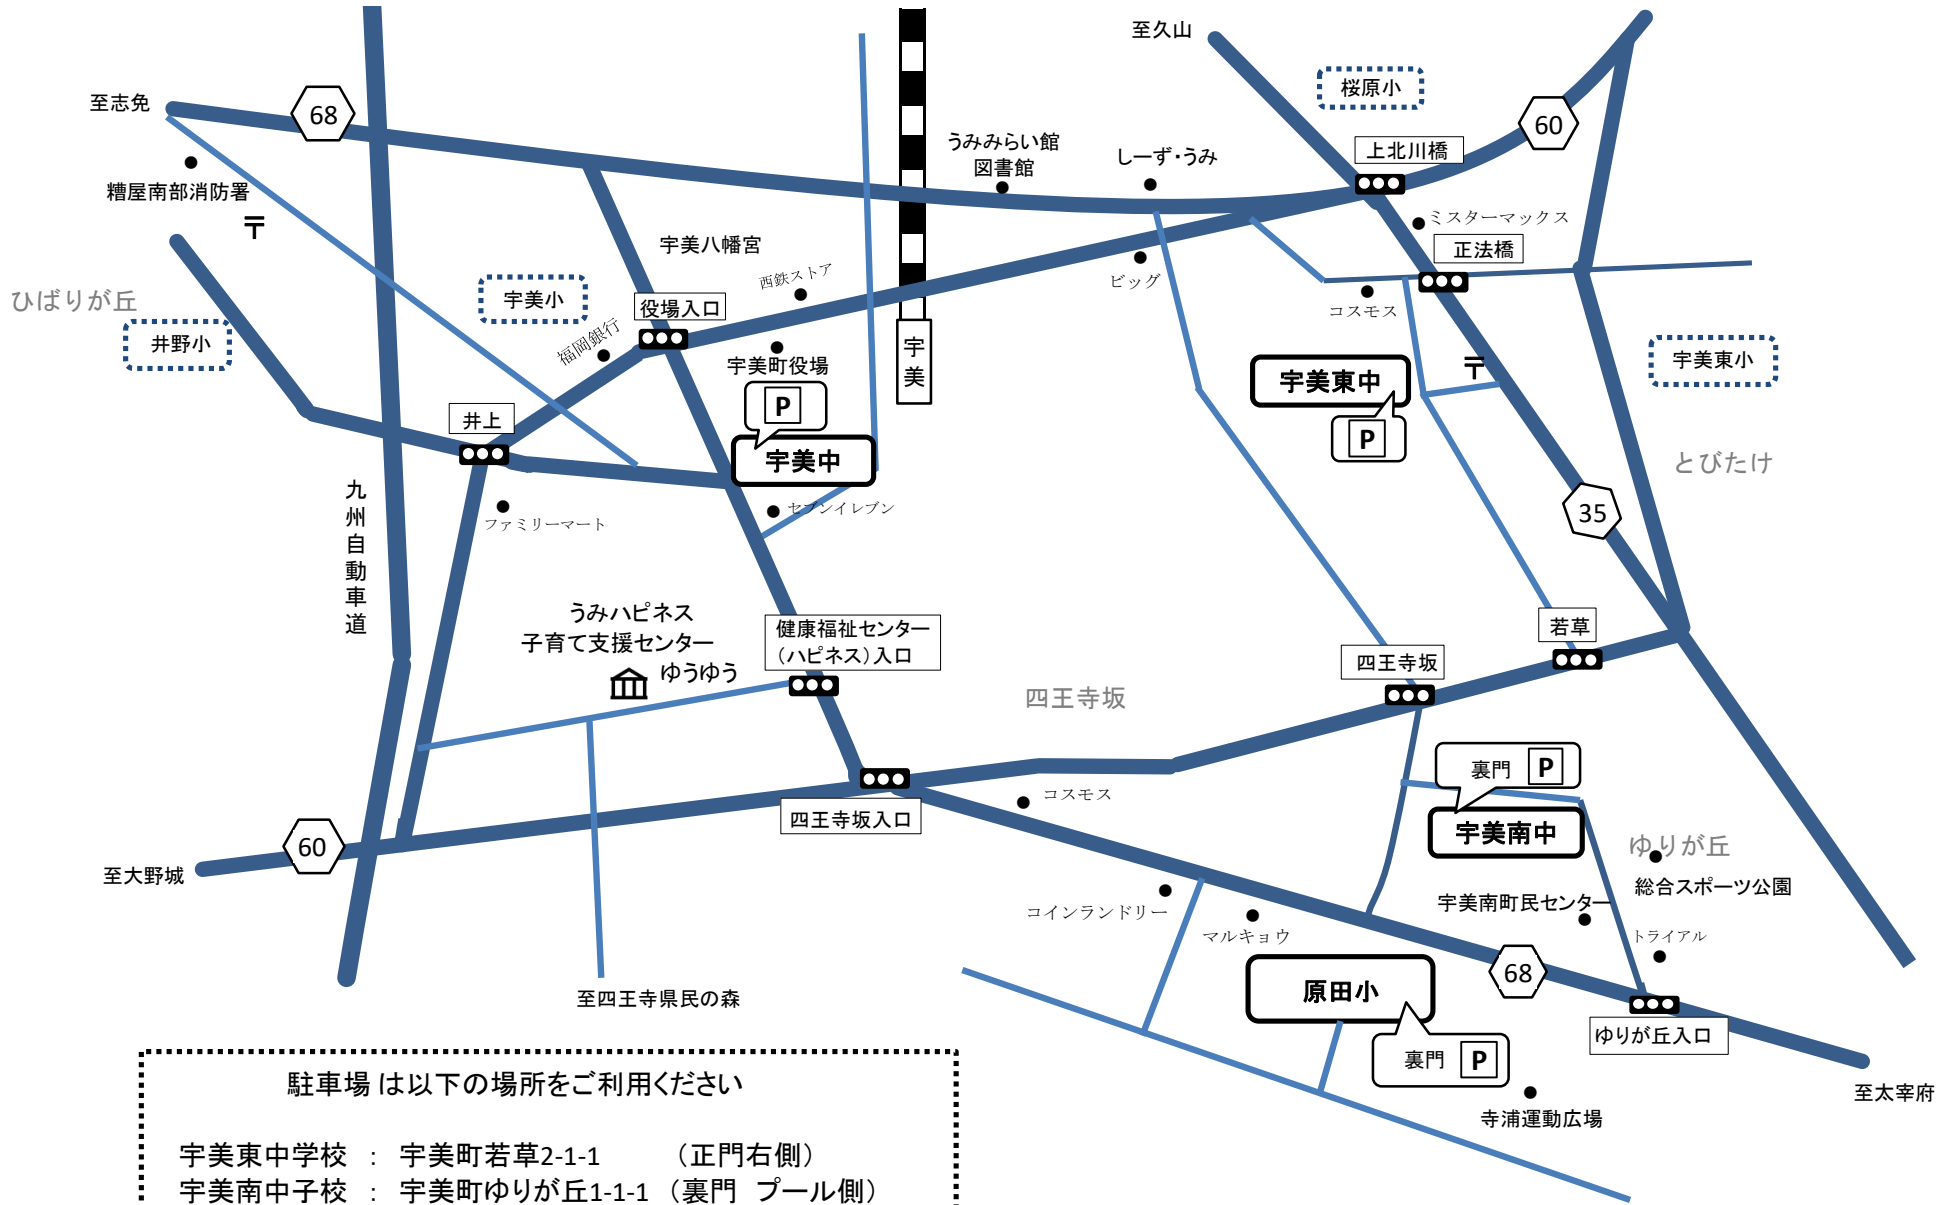 至久山
桜原小
至志免
68
60
上北川橋
うみみらい館
図書館
しーず・うみ
糟屋南部消防署
〒
ミスターマックス
正法橋
宇美八幡宮
西鉄ストア
ビッグ
ひばりが丘
宇美小
役場入口
コスモス
井野小
福岡銀行
宇美町役場
宇美
宇美東中
〒
宇美東小
P
井上
宇美中
P
とびたけ
九州自動車道
ファミリーマート
セブンイレブン
35
うみハピネス
子育て支援センター
ゆうゆう
健康福祉センター
（ハピネス）入口
若草
四王寺坂
四王寺坂
裏門 P
コスモス
四王寺坂入口
宇美南中
60
ゆりが丘
至大野城
総合スポーツ公園
コインランドリー
宇美南町民センター
マルキョウ
トライアル
68
至四王寺県民の森
原田小
ゆりが丘入口
裏門 P
至太宰府
寺浦運動広場
駐車場 は以下の場所をご利用ください
宇美東中学校 ： 宇美町若草2-1-1 （正門右側）
宇美南中子校 ： 宇美町ゆりが丘1-1-1 （裏門 プール側）